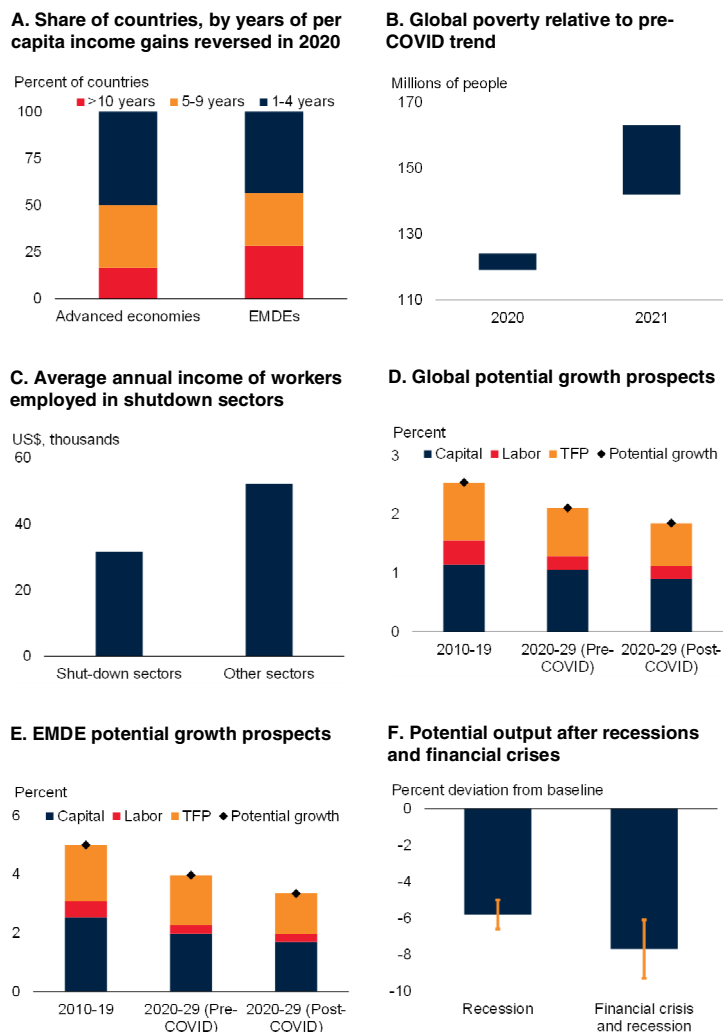 A. Share of countries, by years of per
capita income gains reversed in 2020
Percent of countries
>10 years 5-9 years 1-4 years
100
75
50
25
0
Advanced economies EMDEs
B. Global poverty relative to pre-
COVID trend
Millions of people
170
150
130
110
2020 2021
C. Average annual income of workers
employed in shutdown sectors
US$, thousands
60
40
20
0
Shut-down sectors Other sectors
D. Global potential growth prospects
Percent
3
Capital Labor TFP Potential growth
2
1
0
2010-19 2020-29 (Pre- 2020-29 (Post-
COVID) COVID)
E. EMDE potential growth prospects
Percent
6
Capital Labor TFP Potential growth
4
2
0
2010-19 2020-29 (Pre- 2020-29 (Post-
COVID) COVID)
F. Potential output after recessions
and financial crises
Percent deviation from baseline
0
-2
-4
-6
-8
-10
Recession Financial crisis
and recession